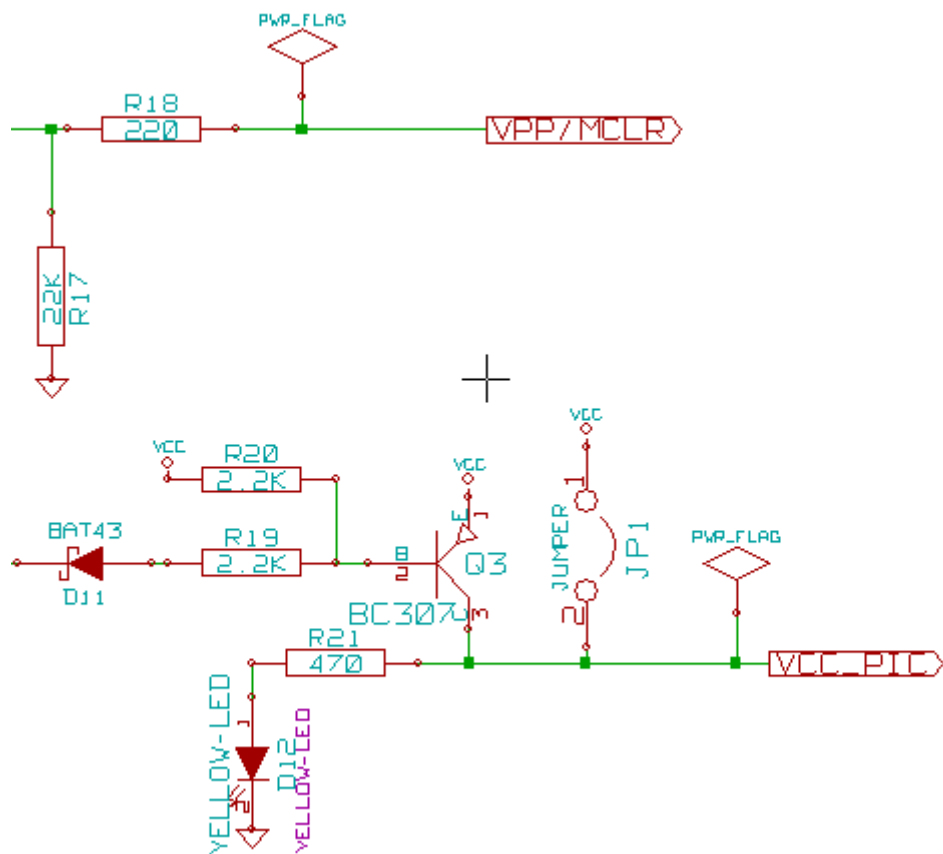 PWR_FLAG
R18
220
VPP/MCLR
22K
R17
VCC
R20
2.2K
VCC
E
1
VCC
1
JUMPER
JP1
2
PWR_FLAG
BAT43
D11
R19
2.2K
B
2
Q3
BC307
C
3
R21
470
VCC_PIC
YELLOW-LED
1
D12
2
YELLOW-LED